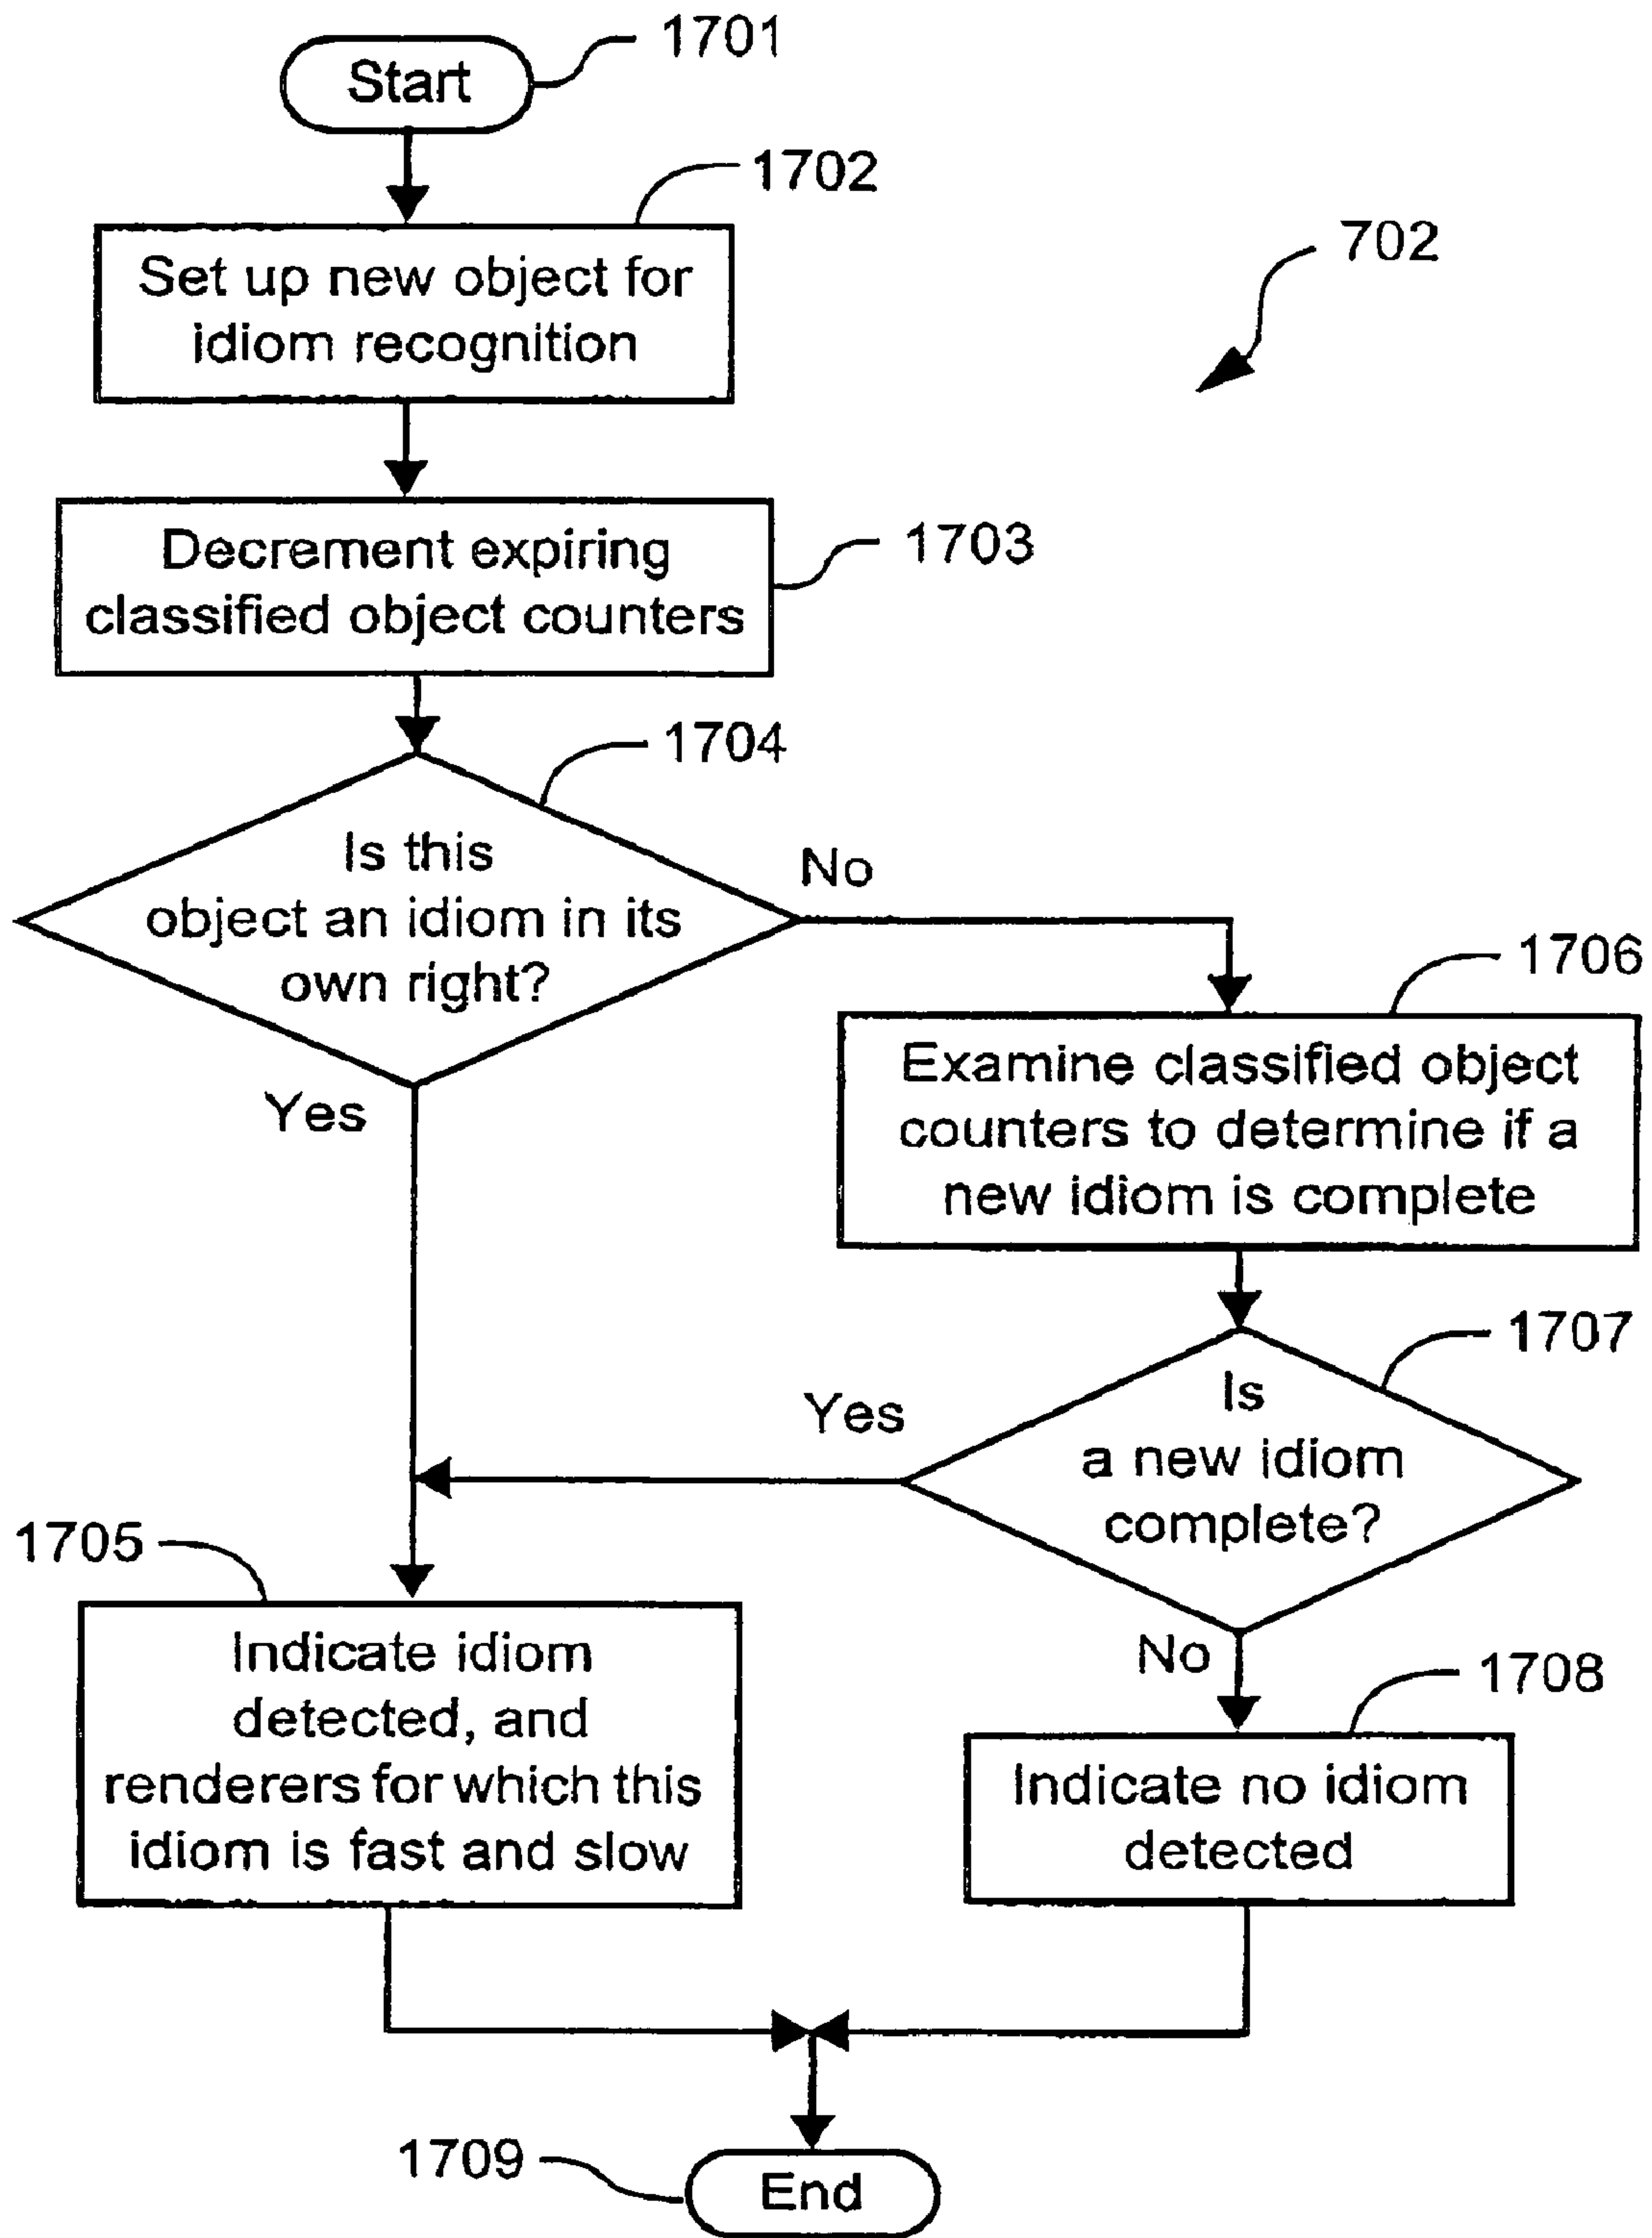 1701
Start
1702
Set up new object for
idiom recognition
702
Decrement expiring
classified object counters
1703
1704
Is this
object an idiom in its
own right?
No
Yes
1706
Examine classified object
counters to determine if a
new idiom is complete
1707
Is
a new idiom
complete?
Yes
No
1705
Indicate idiom
detected, and
renderers for which this
idiom is fast and slow
1708
Indicate no idiom
detected
1709
End